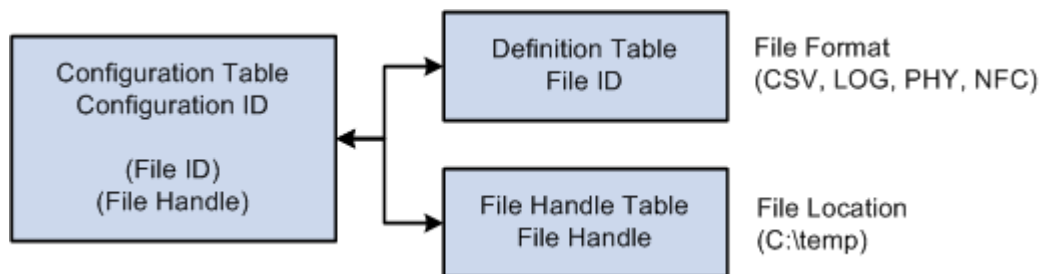 Configuration Table
Configuration ID
(File ID)
(File Handle)
Definition Table
File ID
File Format
(CSV, LOG, PHY, NFC)
File Handle Table
File Handle
File Location
(C:\temp)